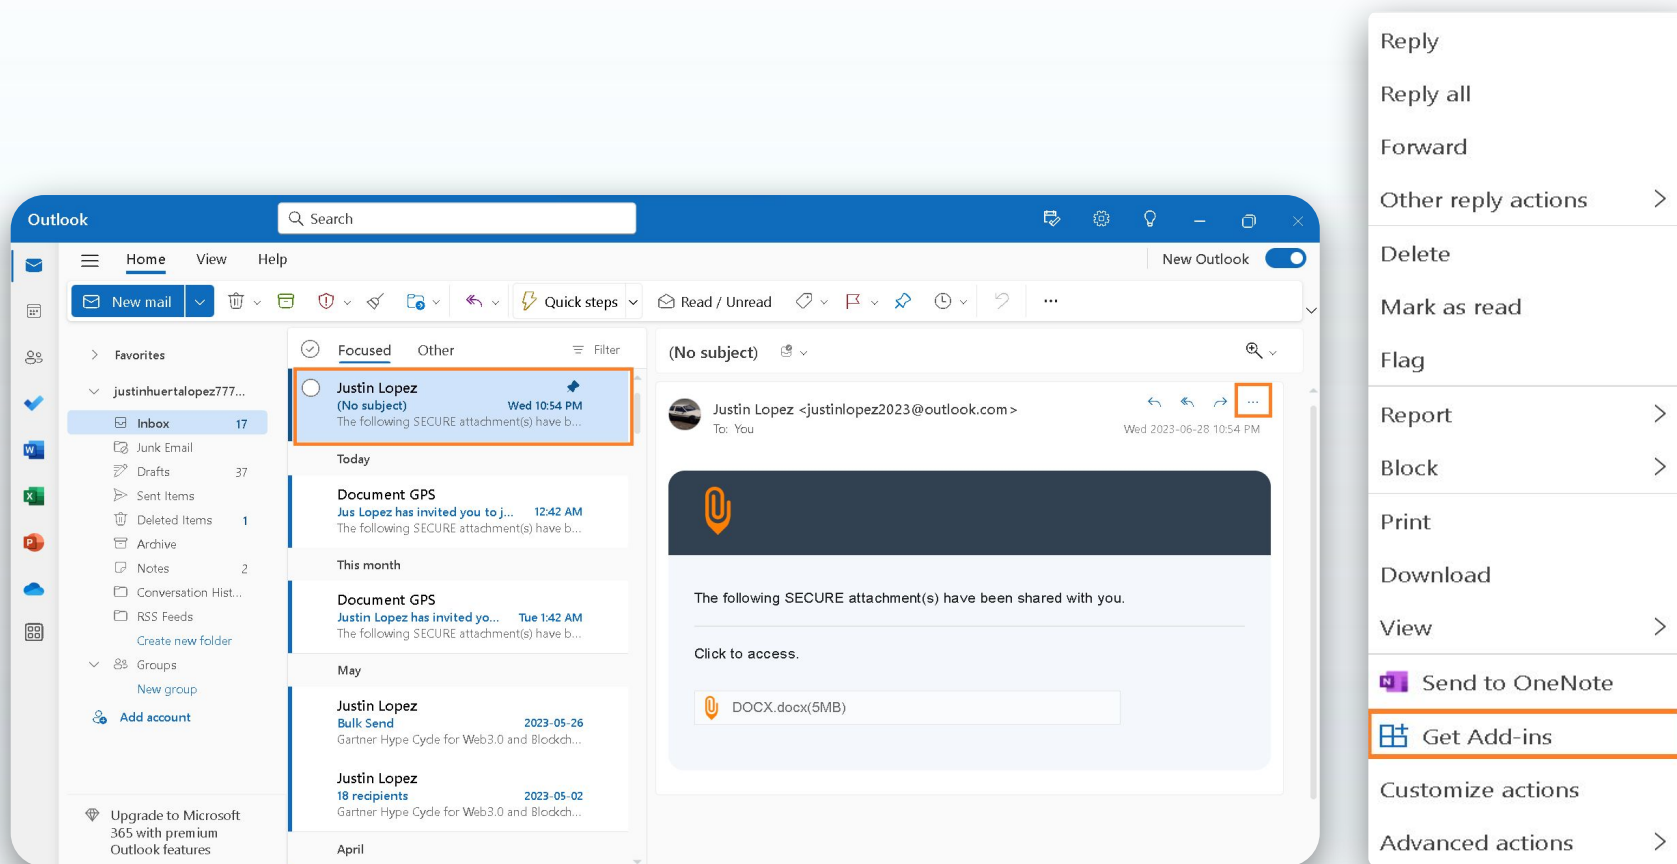 Outlook
Search
Home View Help
New Outlook
New mail
Quick steps
Read / Unread
...
Favorites
justinhuertalopez777...
Inbox 17
Junk Email
Drafts 37
Sent Items
Deleted Items 1
Archive
Notes 2
Conversation Hist...
RSS Feeds
Create new folder
Groups
New group
Add account
Upgrade to Microsoft
365 with premium
Outlook features
Focused Other Filter
Justin Lopez
(No subject) Wed 10:54 PM
The following SECURE attachment(s) have b...
Today
Document GPS
Jus Lopez has invited you to j... 12:42 AM
The following SECURE attachment(s) have b...
This month
Document GPS
Justin Lopez has invited yo... Tue 1:42 AM
The following SECURE attachment(s) have b...
May
Justin Lopez
Bulk Send 2023-05-26
Gartner Hype Cycle for Web3.0 and Blockch...
Justin Lopez
18 recipients 2023-05-02
Gartner Hype Cycle for Web3.0 and Blockch...
April
(No subject)
Justin Lopez <justinlopez2023@outlook.com>
...
To: You
Wed 2023-06-28 10:54 PM
The following SECURE attachment(s) have been shared with you.
Click to access.
DOCX.docx(5MB)
Reply
Reply all
Forward
Other reply actions
Delete
Mark as read
Flag
Report
Block
Print
Download
View
Send to OneNote
Get Add-ins
Customize actions
Advanced actions